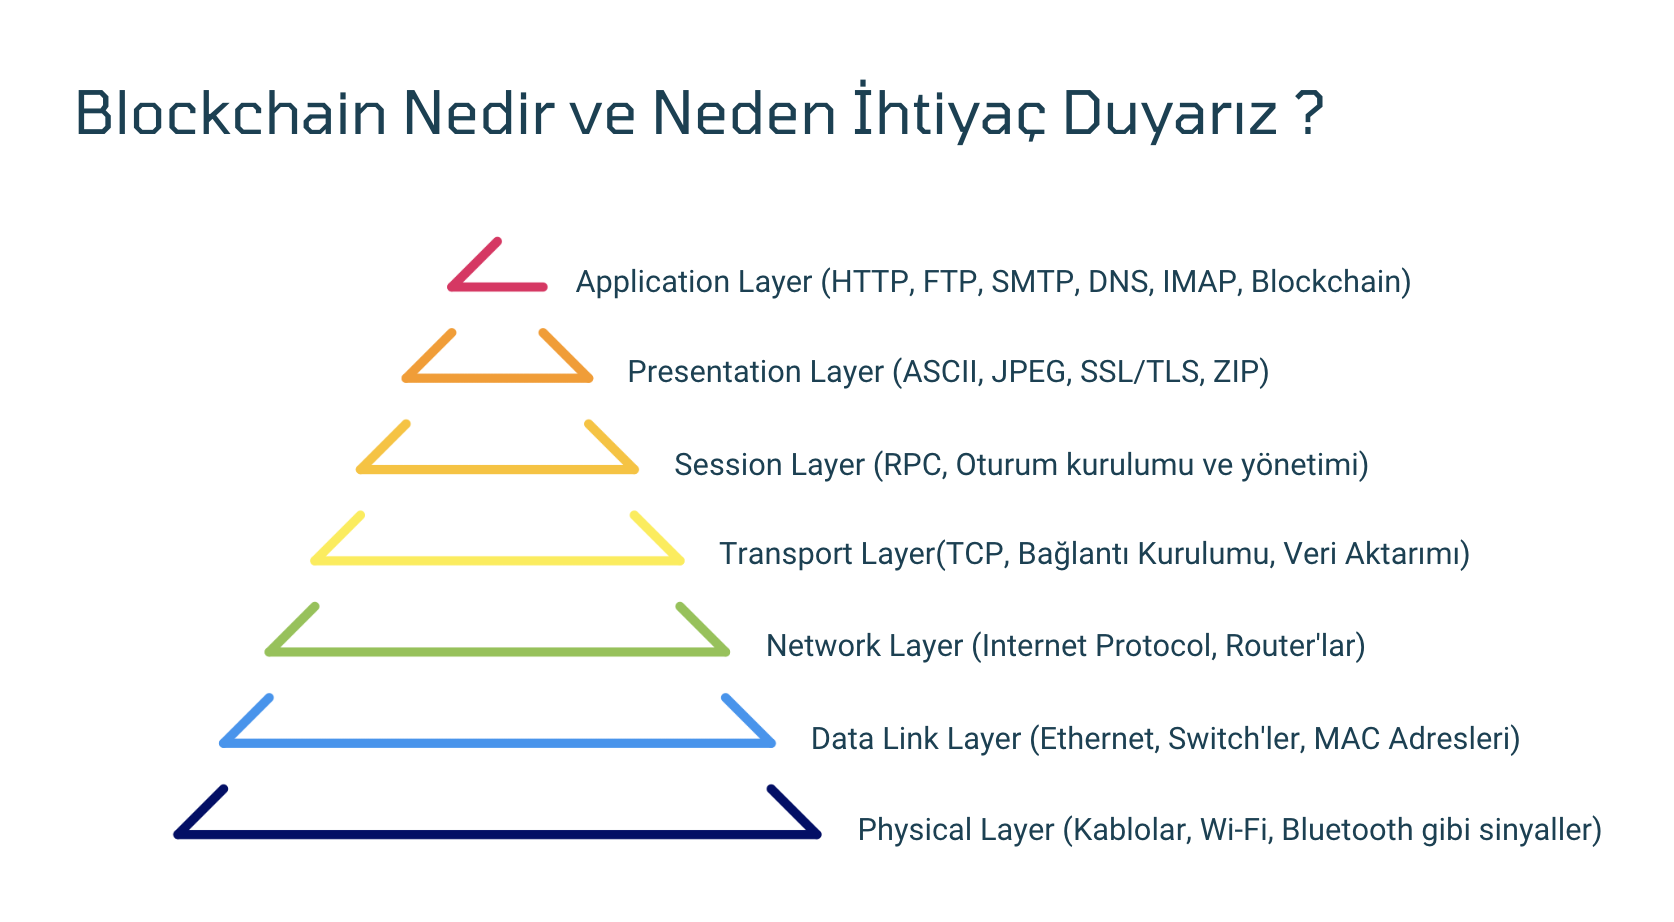 Blockchain Nedir ve Neden İhtiyaç Duyarız ?
Application Layer (HTTP, FTP, SMTP, DNS, IMAP, Blockchain)
Presentation Layer (ASCII, JPEG, SSL/TLS, ZIP)
Session Layer (RPC, Oturum kurulumu ve yönetimi)
Transport Layer(TCP, Bağlantı Kurulumu, Veri Aktarımı)
Network Layer (Internet Protocol, Router'lar)
Data Link Layer (Ethernet, Switch'ler, MAC Adresleri)
Physical Layer (Kablolar, Wi-Fi, Bluetooth gibi sinyaller)